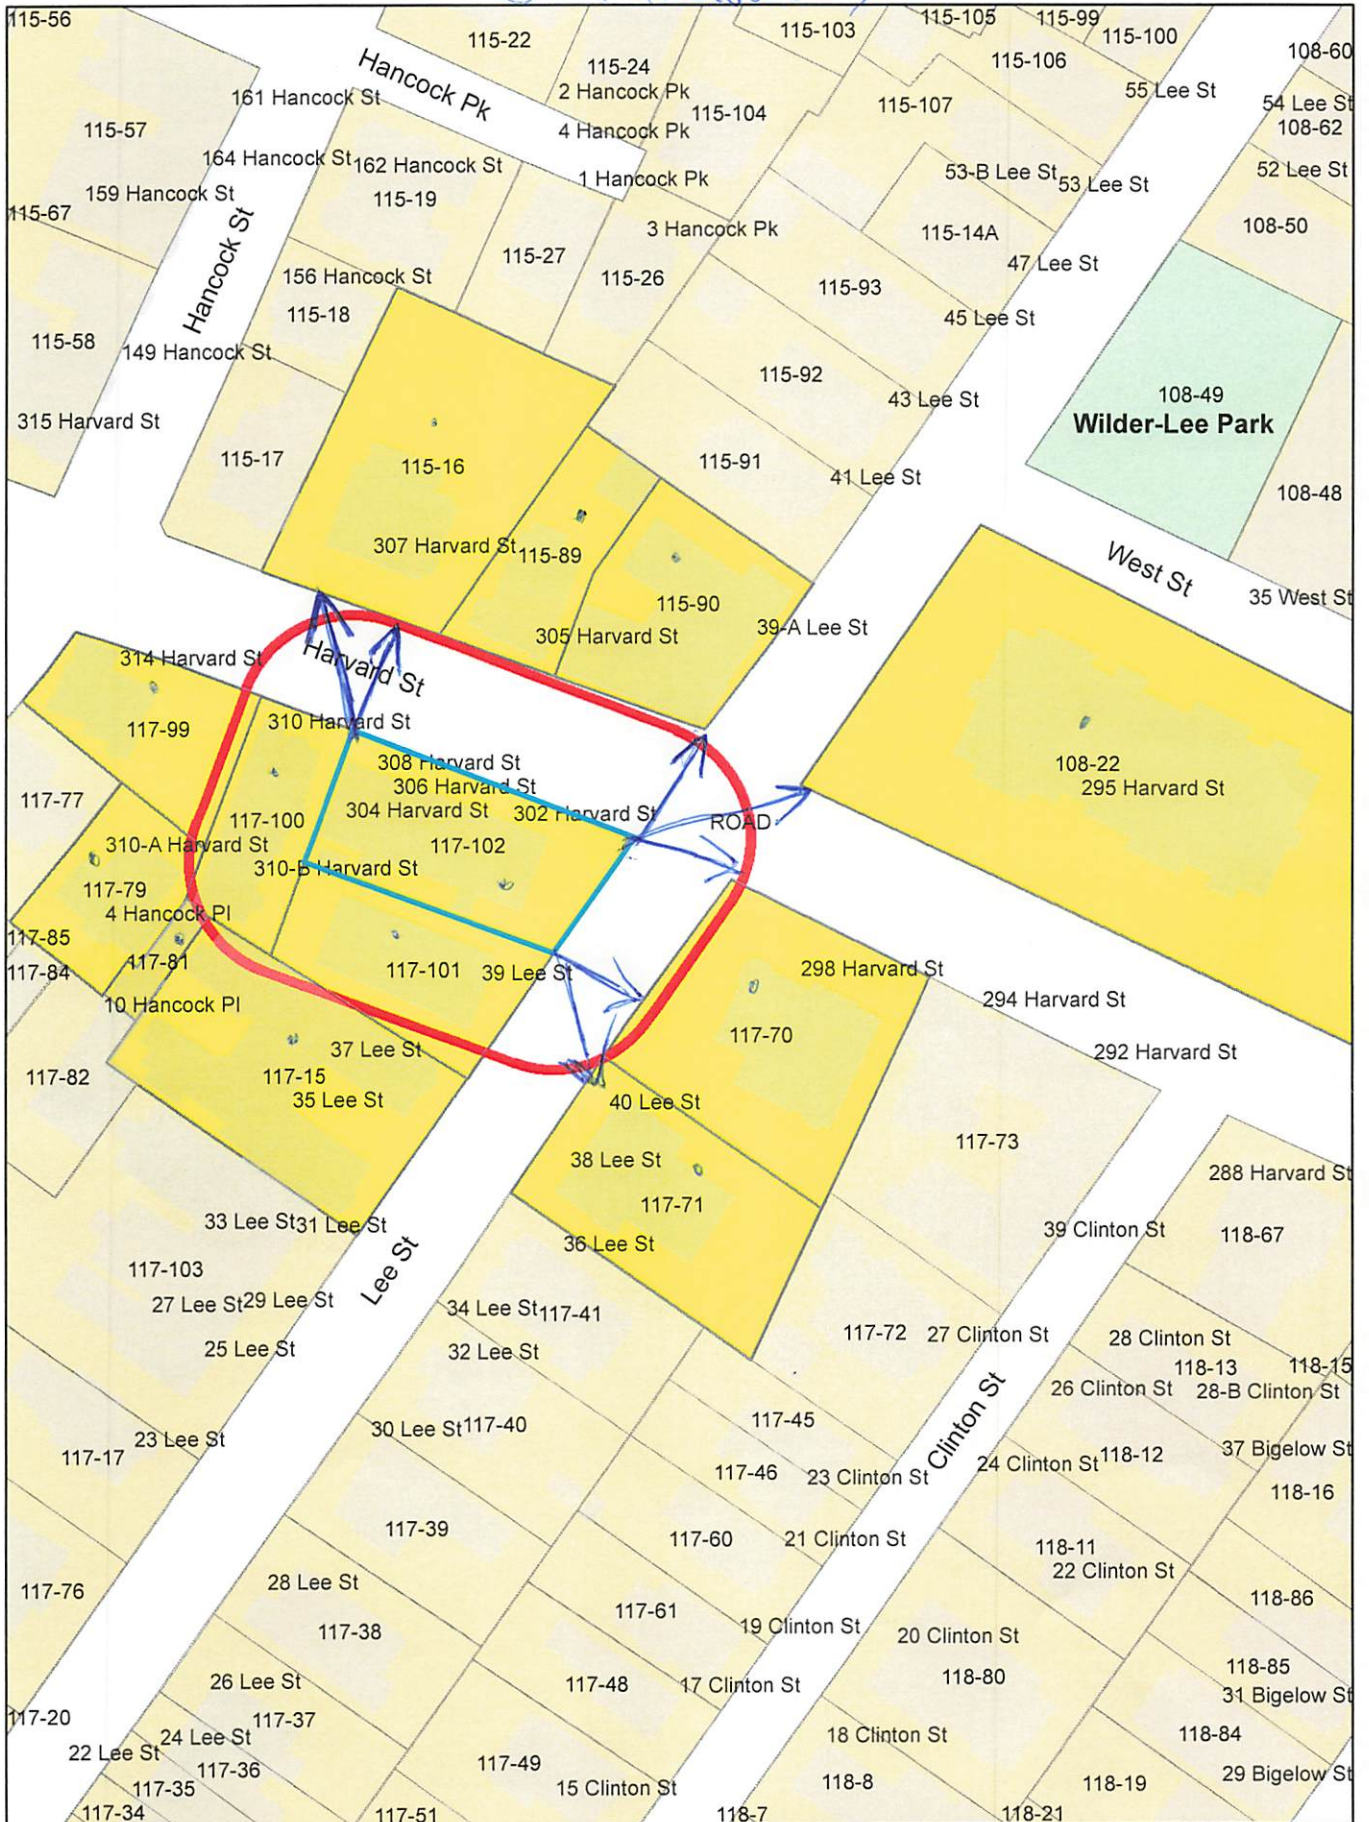 115-56
115-22
115-103
115-105
115-99
115-100
108-60
115-24
115-106
Hancock Pk
2 Hancock Pk
55 Lee St
161 Hancock St
115-107
54 Lee St
115-104
4 Hancock Pk
108-62
115-57
164 Hancock St
162 Hancock St
53-B Lee St
53 Lee St
52 Lee St
159 Hancock St
115-19
1 Hancock Pk
115-67
3 Hancock Pk
115-14A
108-50
Hancock St
115-27
47 Lee St
156 Hancock St
115-26
115-93
115-18
45 Lee St
115-58
149 Hancock St
115-92
108-49
43 Lee St
Wilder-Lee Park
315 Harvard St
115-17
115-16
115-91
41 Lee St
108-48
307 Harvard St
115-89
West St
35 West St
115-90
39-A Lee St
305 Harvard St
314 Harvard St
Harvard St
117-99
310 Harvard St
308 Harvard St
108-22
306 Harvard St
295 Harvard St
117-77
304 Harvard St
302 Harvard St
117-100
ROAD
310-A Harvard St
117-102
310-B Harvard St
117-79
4 Hancock Pl
117-85
117-81
117-101
39 Lee St
298 Harvard St
117-84
10 Hancock Pl
294 Harvard St
117-70
37 Lee St
292 Harvard St
117-82
117-15
35 Lee St
40 Lee St
117-73
38 Lee St
288 Harvard St
117-71
33 Lee St
31 Lee St
39 Clinton St
118-67
36 Lee St
117-103
Lee St
27 Lee St
29 Lee St
34 Lee St
117-41
117-72
27 Clinton St
28 Clinton St
25 Lee St
32 Lee St
118-13
118-15
26 Clinton St
28-B Clinton St
117-45
30 Lee St
117-40
Clinton St
23 Lee St
117-17
37 Bigelow St
117-46
23 Clinton St
24 Clinton St
118-12
118-16
117-39
117-60
21 Clinton St
118-11
22 Clinton St
117-76
28 Lee St
118-86
117-61
117-38
19 Clinton St
20 Clinton St
118-85
26 Lee St
117-48
17 Clinton St
118-80
31 Bigelow St
117-20
117-37
24 Lee St
18 Clinton St
118-84
22 Lee St
117-36
117-49
29 Bigelow St
117-35
15 Clinton St
118-8
118-19
117-34
117-51
118-7
118-21